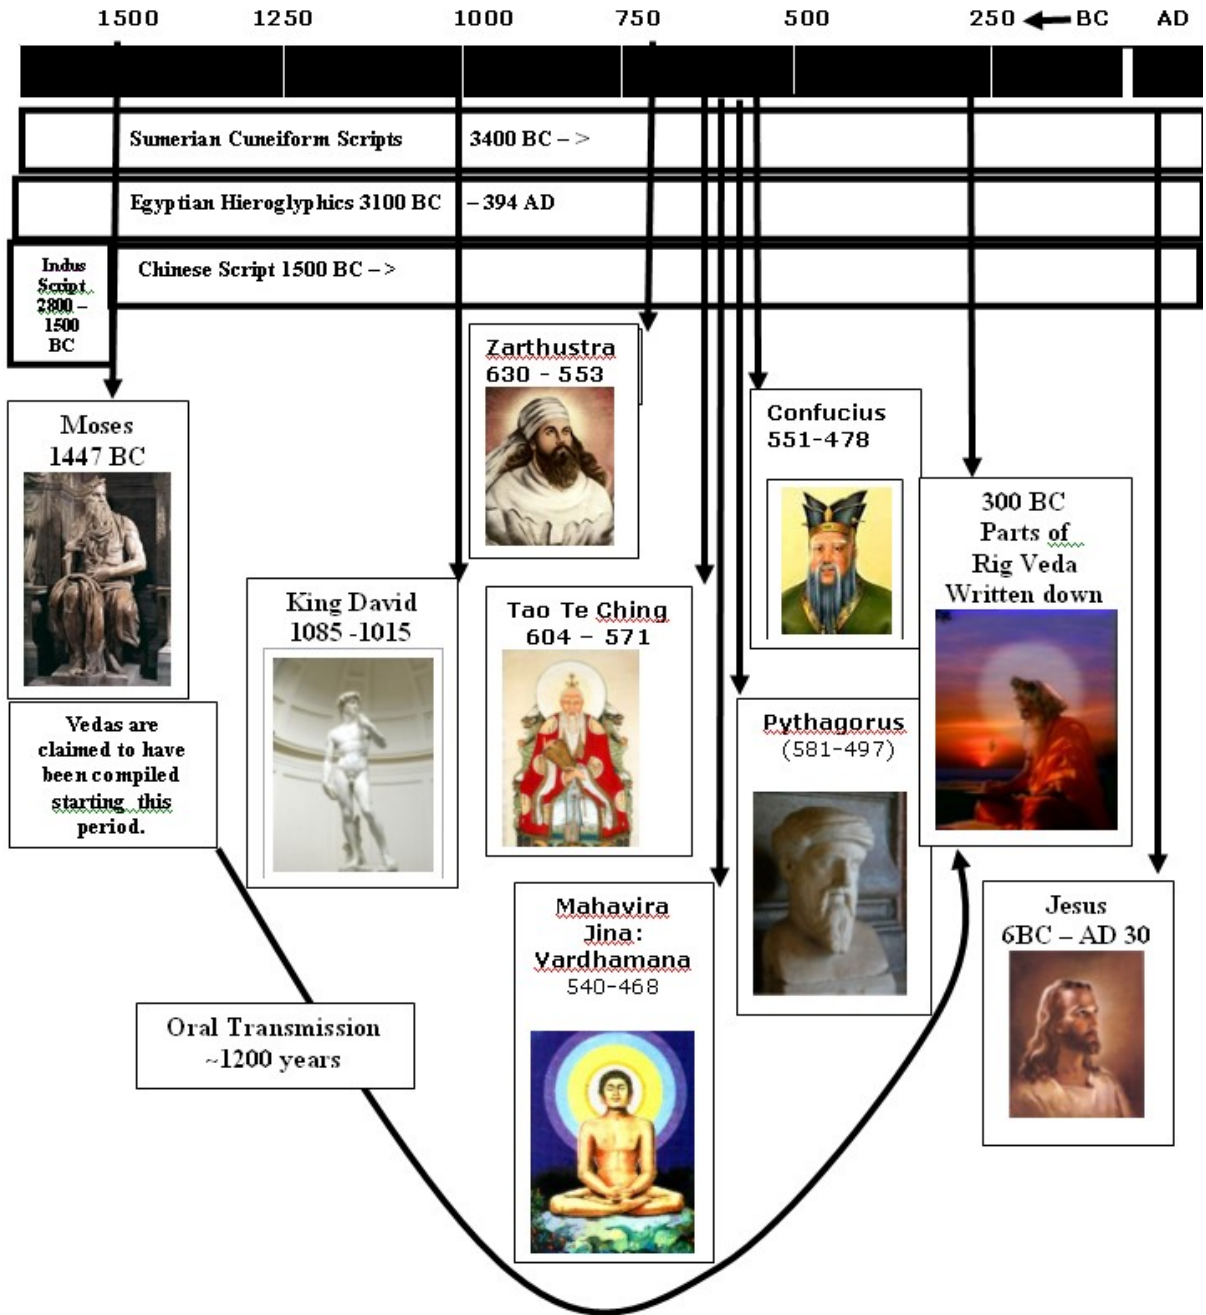 1500 1250 1000 750 500 250 BC AD
Sumerian Cuneiform Scripts 3400 BC – >
Egyptian Hieroglyphics 3100 BC – 394 AD
Indus
Script
2800 –
1500
BC
Chinese Script 1500 BC – >
Zarthustra
630 - 553
Confucius
551-478
Moses
1447 BC
300 BC
Parts of
Rig Veda
Written down
King David
1085 -1015
Tao Te Ching
604 – 571
Vedas are
claimed to have
been compiled
starting this
period.
Pythagorus
(581-497)
Mahavira
Jina:
Vardhamana
540-468
Jesus
6BC – AD 30
Oral Transmission
~1200 years